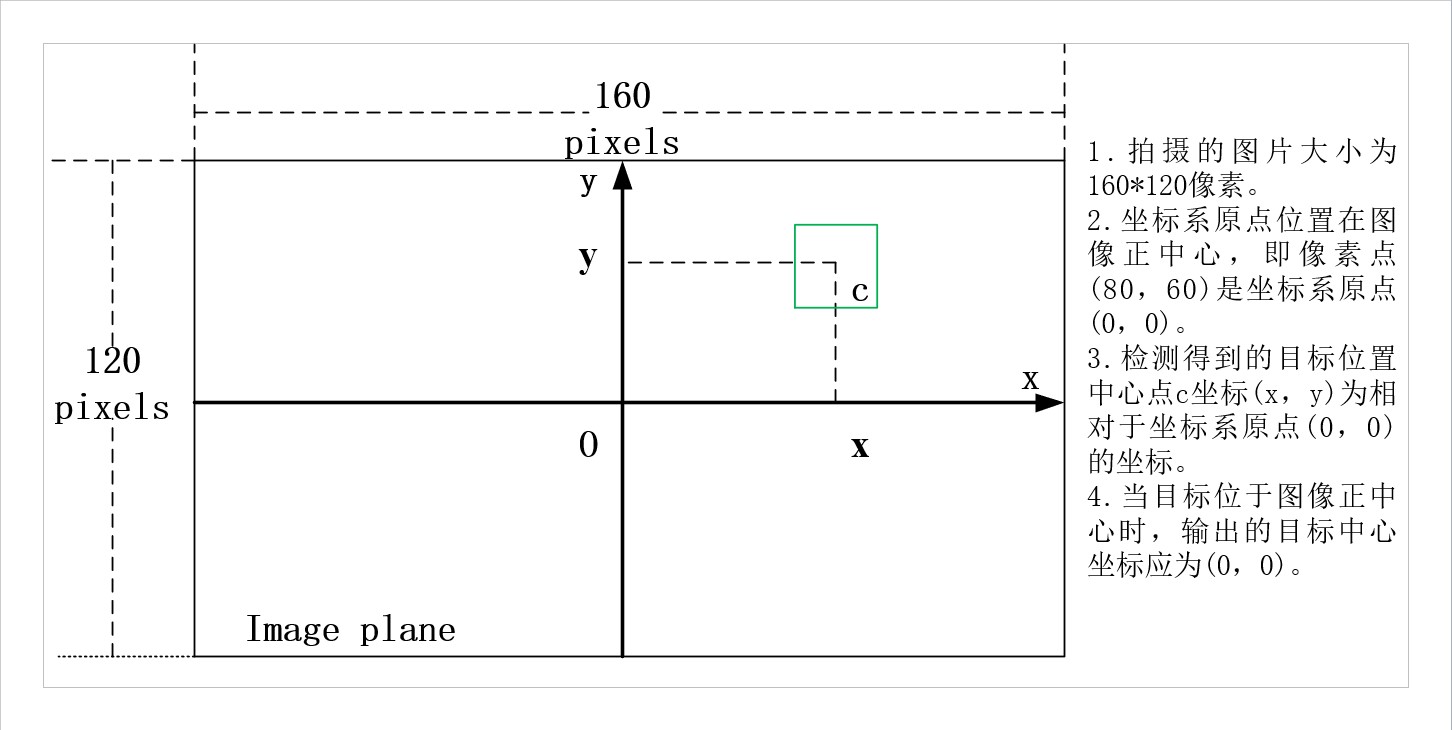 160
pixels
y
y
c
120
pixels
x
0
x
Image plane
1.拍摄的图片大小为
160*120像素。
2.坐标系原点位置在图
像正中心，即像素点
(80，60)是坐标系原点
(0，0)。
3.检测得到的目标位置
中心点c坐标(x，y)为相
对于坐标系原点(0，0)
的坐标。
4.当目标位于图像正中
心时，输出的目标中心
坐标应为(0，0)。